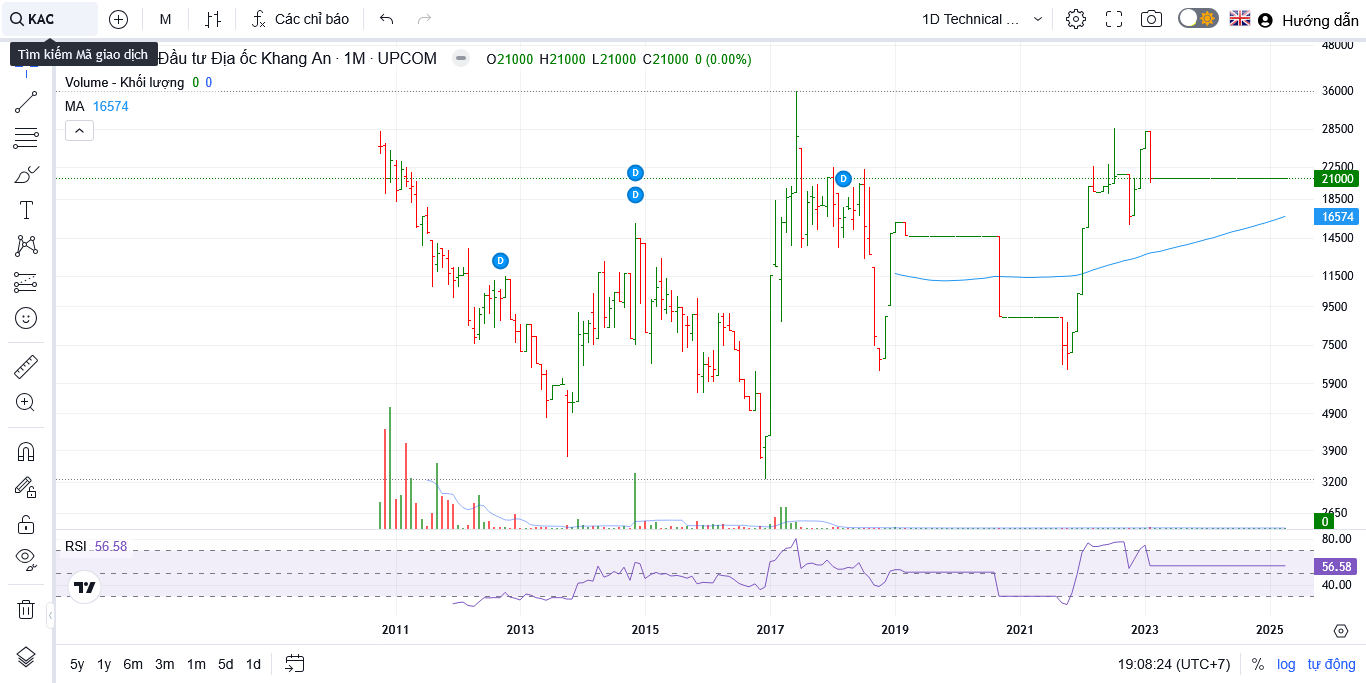 KAC
M
Các chỉ báo
1D Technical ...
Hướng dẫn
Tìm kiếm Mã giao dịch
Đầu tư Địa ốc Khang An · 1M · UPCOM
O21000 H21000 L21000 C21000 0 (0.00%)
Volume - Khối lượng 0 0
MA 16574
48000
36000
28500
22500
21000
18500
16574
14500
11500
9500
7500
5900
4900
3900
3200
2650
0
D
D
D
D
RSI 56.58
80.00
56.58
40.00
2011 2013 2015 2017 2019 2021 2023 2025
5y 1y 6m 3m 1m 5d 1d
19:08:24 (UTC+7) % log tự động